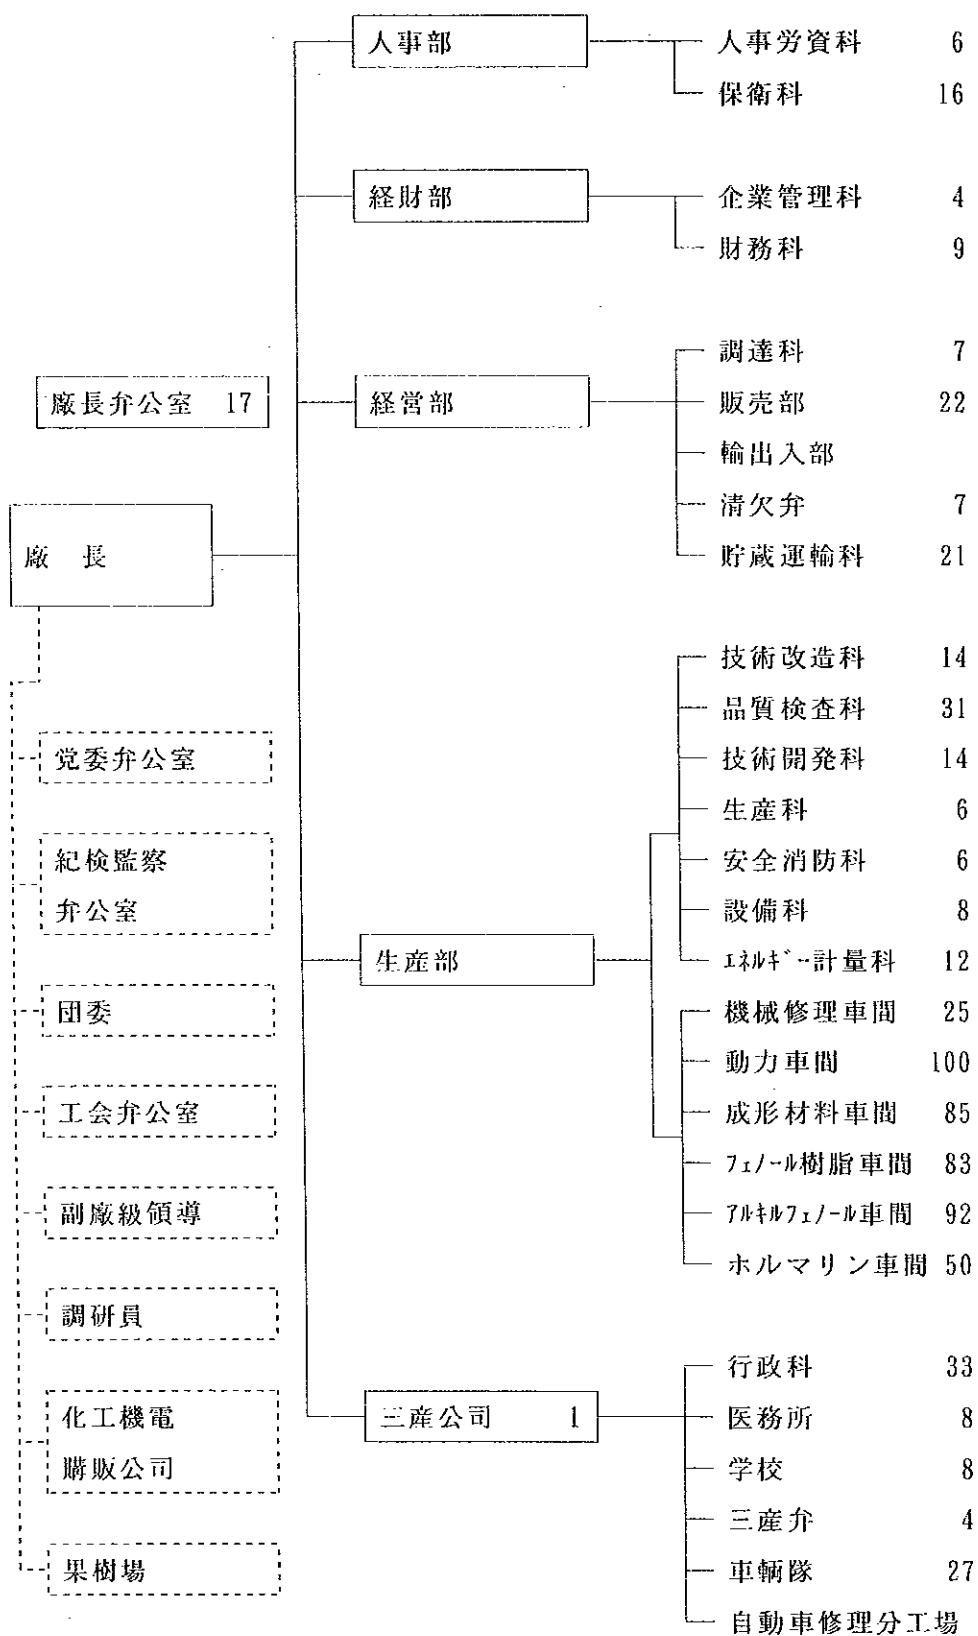 人事部
人事労資科 6
保衛科 16
経財部
企業管理科 4
財務科 9
調達科 7
廠長弁公室 17
経営部
販売部 22
輸出入部
清欠弁 7
廠 長
貯蔵運輸科 21
技術改造科 14
品質検査科 31
党委弁公室
技術開発科 14
生産科 6
紀検監察
弁公室
安全消防科 6
設備科 8
生産部
エネルギー計量科 12
団委
機械修理車間 25
動力車間 100
工会弁公室
成形材料車間 85
フェノール樹脂車間 83
副廠級領導
アルキルフェノール車間 92
ホルマリン車間 50
調研員
行政科 33
化工機電
購販公司
三産公司 1
医務所 8
学校 8
三産弁 4
果樹場
車輌隊 27
自動車修理分工場